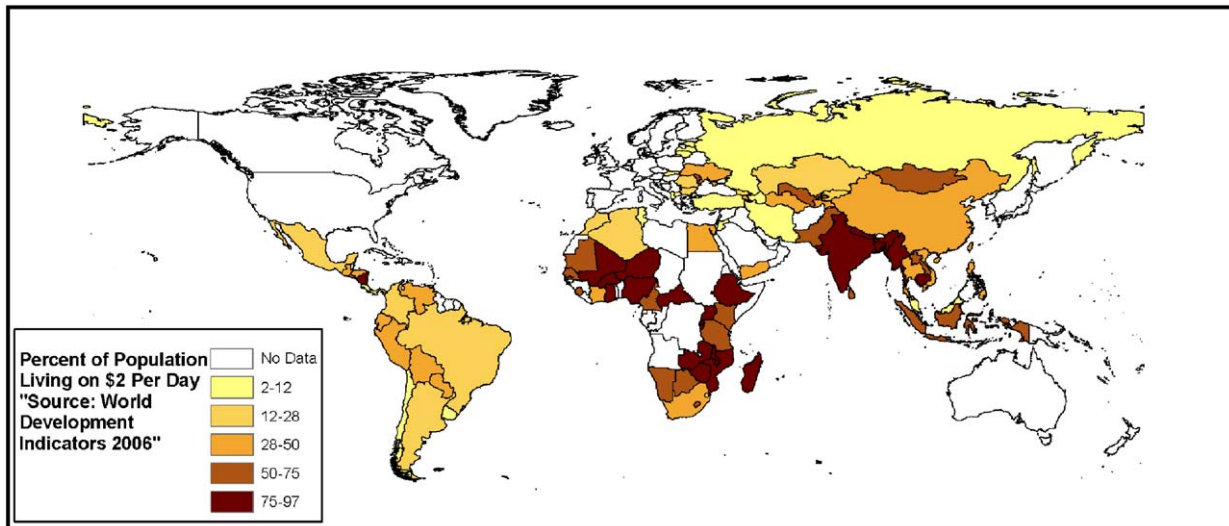 Percent of Population
Living on $2 Per Day
"Source: World
Development
Indicators 2006"
No Data
2-12
12-28
28-50
50-75
75-97